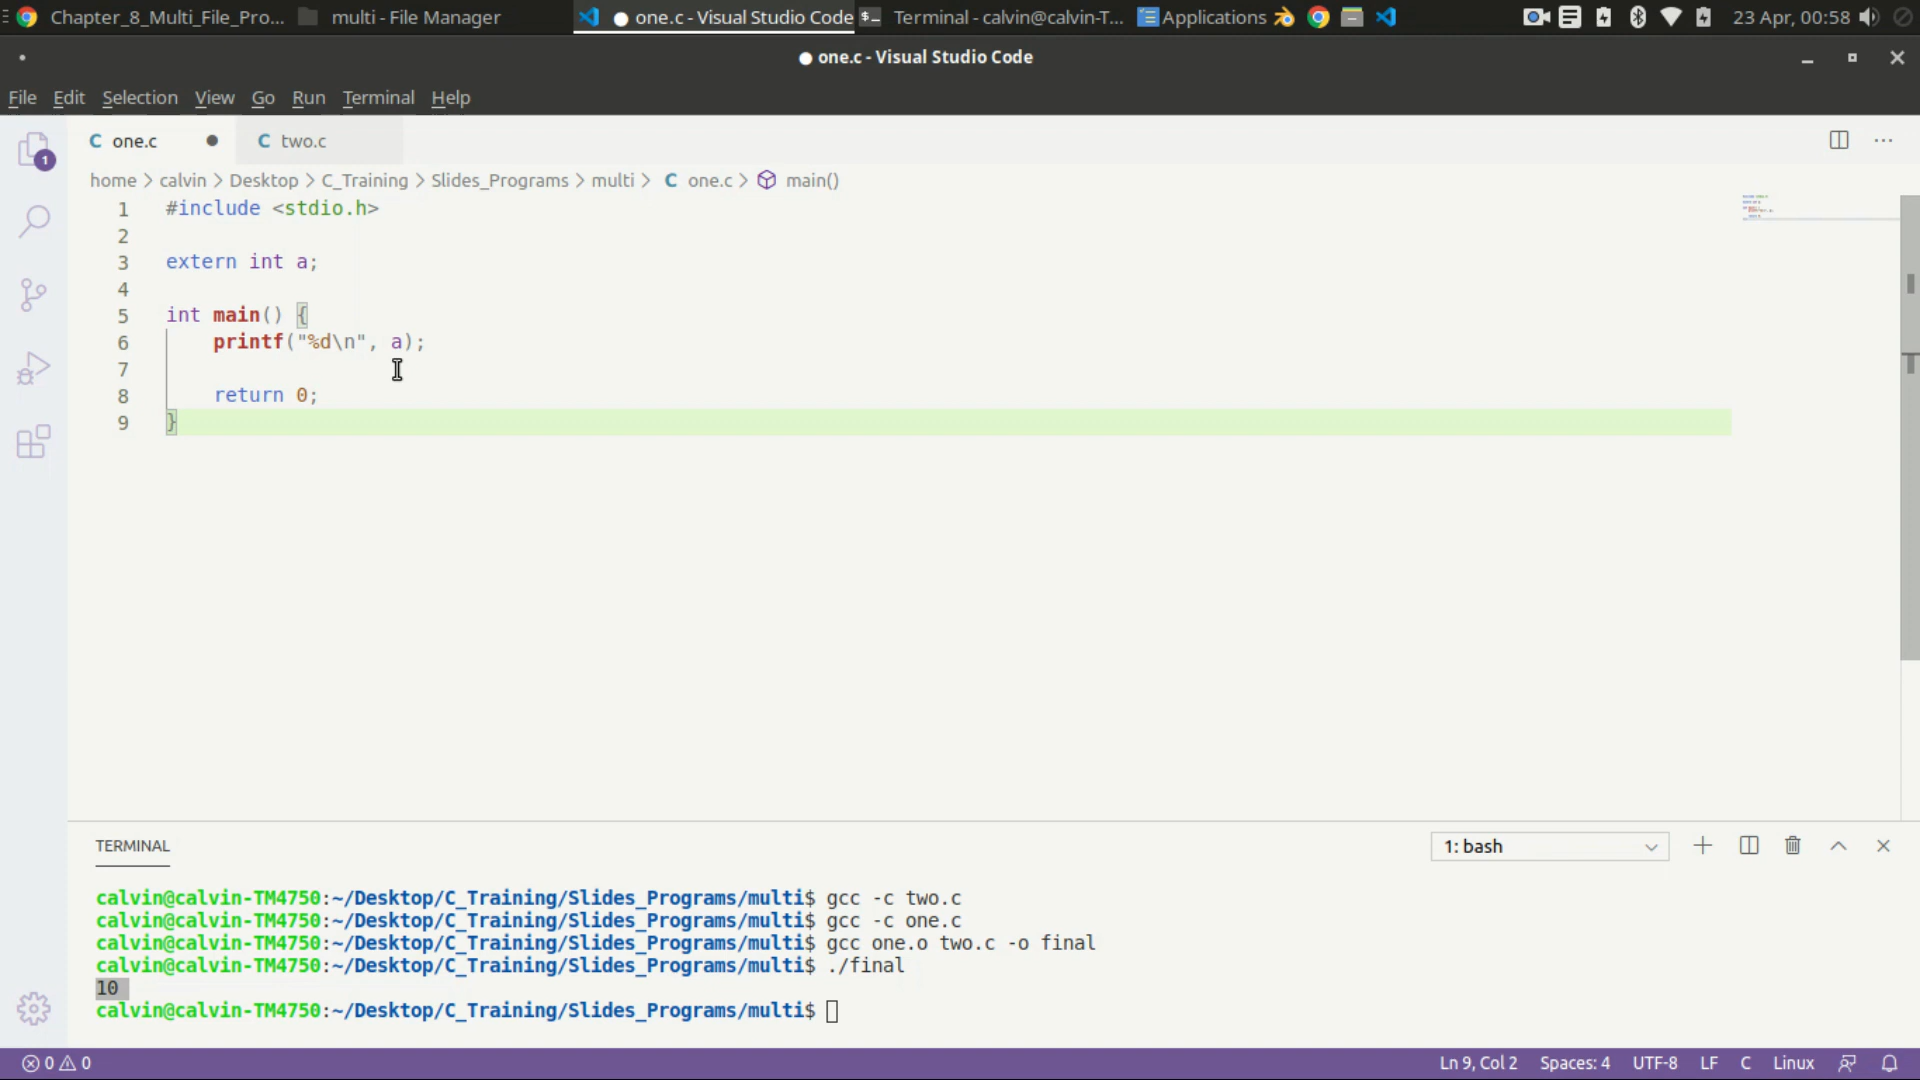 Chapter_8_Multi_File_Pro... multi - File Manager ● one.c - Visual Studio Code Terminal - calvin@calvin-T... Applications 23 Apr, 00:58
● one.c - Visual Studio Code
File Edit Selection View Go Run Terminal Help
1
C one.c ● C two.c
home > calvin > Desktop > C_Training > Slides_Programs > multi > C one.c > main()
1 #include <stdio.h>
2
3 extern int a;
4
5 int main() {
6 printf("%d\n", a);
7
8 return 0;
9 }
TERMINAL 1: bash
calvin@calvin-TM4750:~/Desktop/C_Training/Slides_Programs/multi$ gcc -c two.c
calvin@calvin-TM4750:~/Desktop/C_Training/Slides_Programs/multi$ gcc -c one.c
calvin@calvin-TM4750:~/Desktop/C_Training/Slides_Programs/multi$ gcc one.o two.c -o final
calvin@calvin-TM4750:~/Desktop/C_Training/Slides_Programs/multi$ ./final
10
calvin@calvin-TM4750:~/Desktop/C_Training/Slides_Programs/multi$
0 0 Ln 9, Col 2 Spaces: 4 UTF-8 LF C Linux